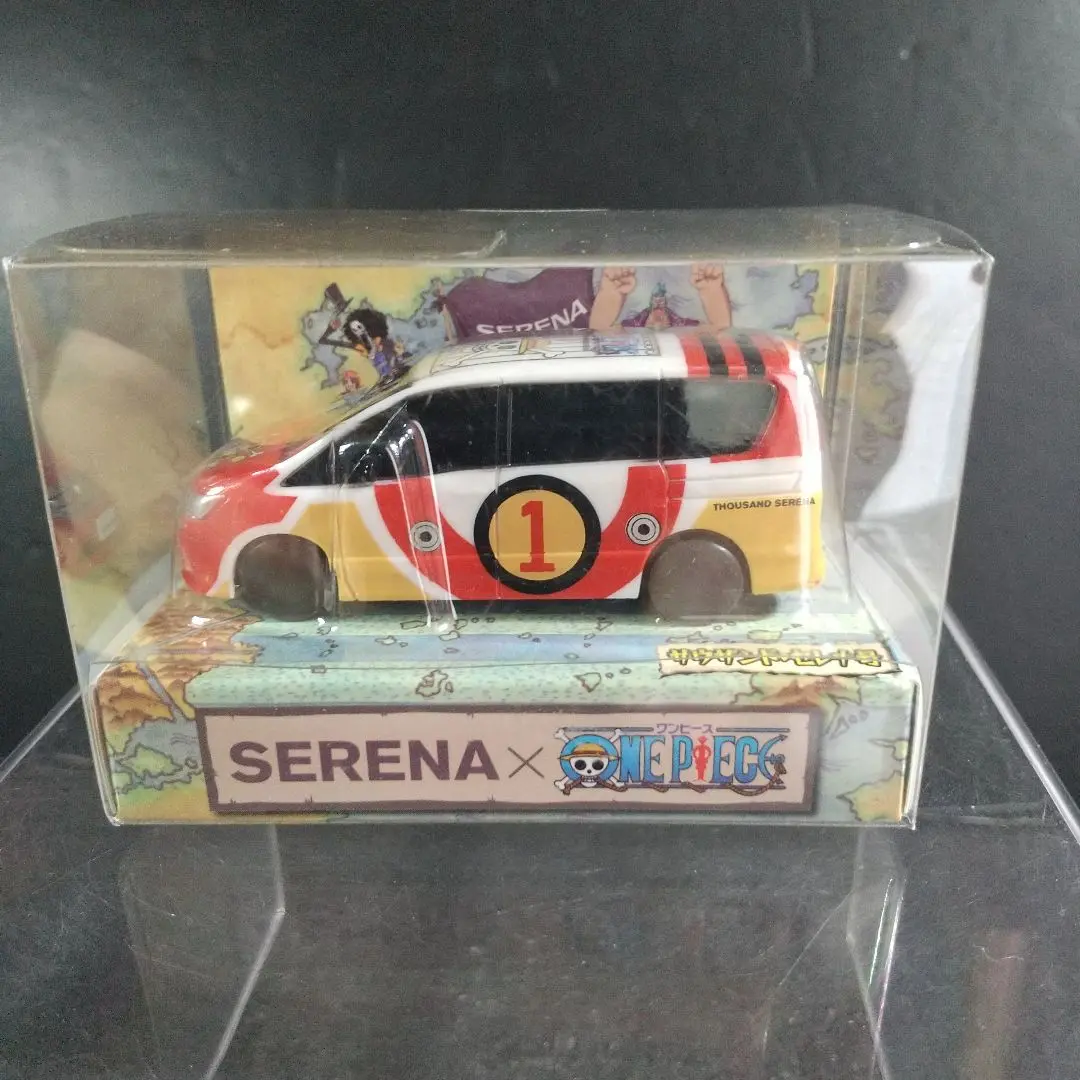 SERENA
1
THOUSAND SERENA
サウザンド・セレナ号
SERENA × ONE PIECE
ワンピース